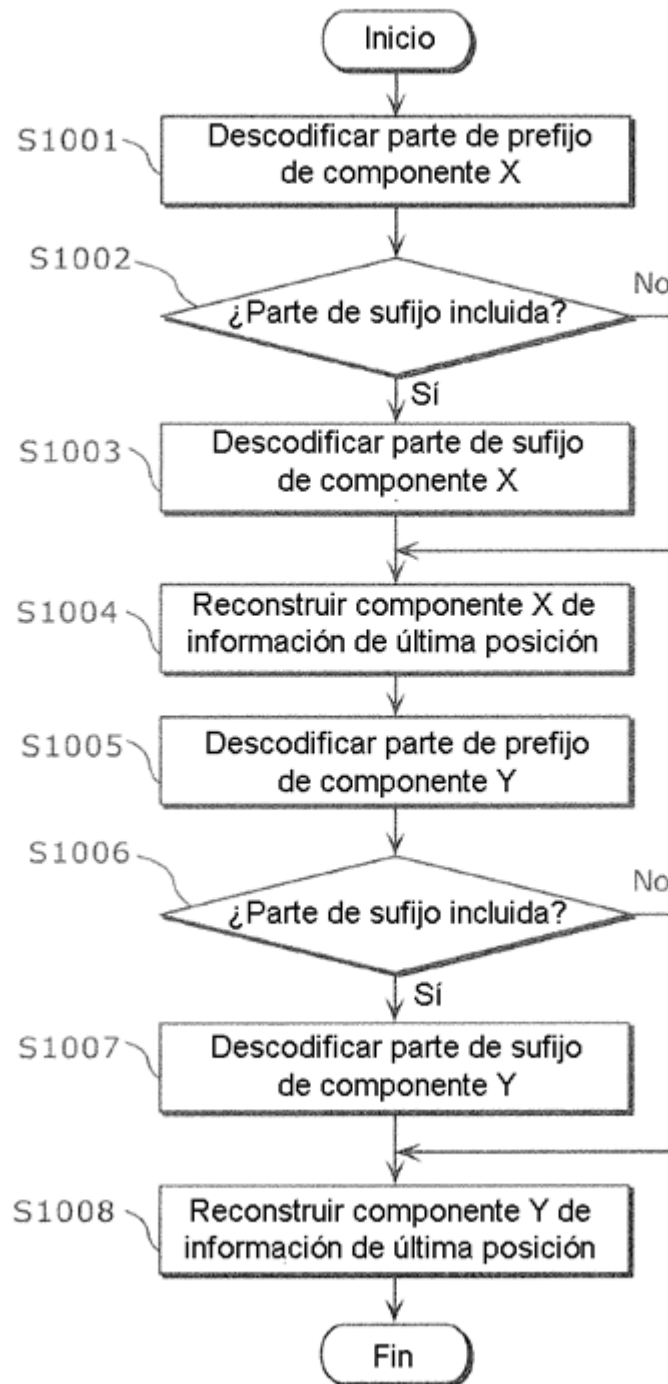 Inicio
S1001
Descodificar parte de prefijo
de componente X
S1002
¿Parte de sufijo incluida?
No
Sí
S1003
Descodificar parte de sufijo
de componente X
S1004
Reconstruir componente X de
información de última posición
S1005
Descodificar parte de prefijo
de componente Y
S1006
¿Parte de sufijo incluida?
No
Sí
S1007
Descodificar parte de sufijo
de componente Y
S1008
Reconstruir componente Y de
información de última posición
Fin